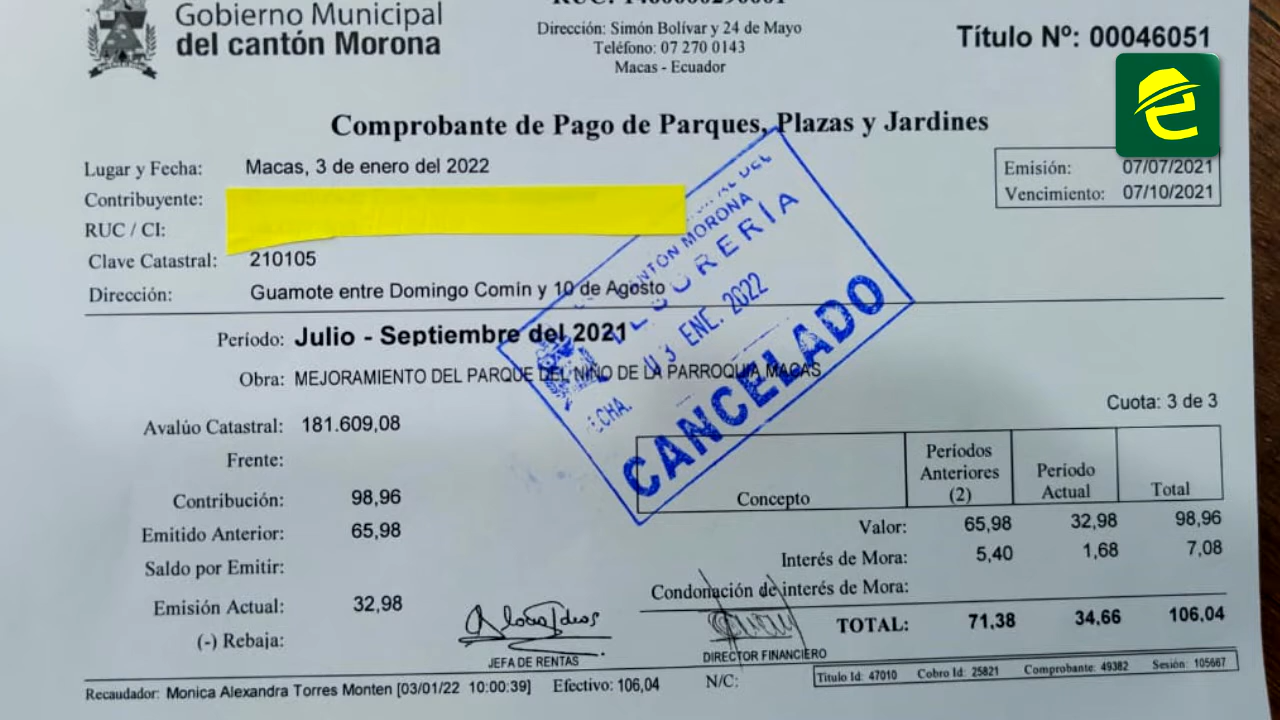 Gobierno Municipal
del cantón Morona
Dirección: Simón Bolívar y 24 de Mayo
Teléfono: 07 270 0143
Macas - Ecuador
Título Nº: 00046051
Comprobante de Pago de Parques, Plazas y Jardines
Lugar y Fecha: Macas, 3 de enero del 2022
Emisión: 07/07/2021
Vencimiento: 07/10/2021
Contribuyente:
RUC / CI:
Clave Catastral: 210105
Dirección: Guamote entre Domingo Comín y 10 de Agosto
CANTÓN MORONA
TESORERÍA
03 ENE. 2022
FECHA.
CANCELADO
Período: Julio - Septiembre del 2021
Obra: MEJORAMIENTO DEL PARQUE DEL NIÑO DE LA PARROQUIA MACAS
Cuota: 3 de 3
Avalúo Catastral: 181.609,08
Frente:
Contribución: 98,96
Emitido Anterior: 65,98
Saldo por Emitir:
Emisión Actual: 32,98
(-) Rebaja:
Concepto Períodos Anteriores (2) Período Actual Total
Valor: 65,98 32,98 98,96
Interés de Mora: 5,40 1,68 7,08
Condonación de interés de Mora:
TOTAL: 71,38 34,66 106,04
JEFA DE RENTAS
DIRECTOR FINANCIERO
Recaudador: Monica Alexandra Torres Monten [03/01/22 10:00:39] Efectivo: 106,04 N/C:
Título Id: 47010 Cobro Id: 25821 Comprobante: 49382 Sesión: 105667